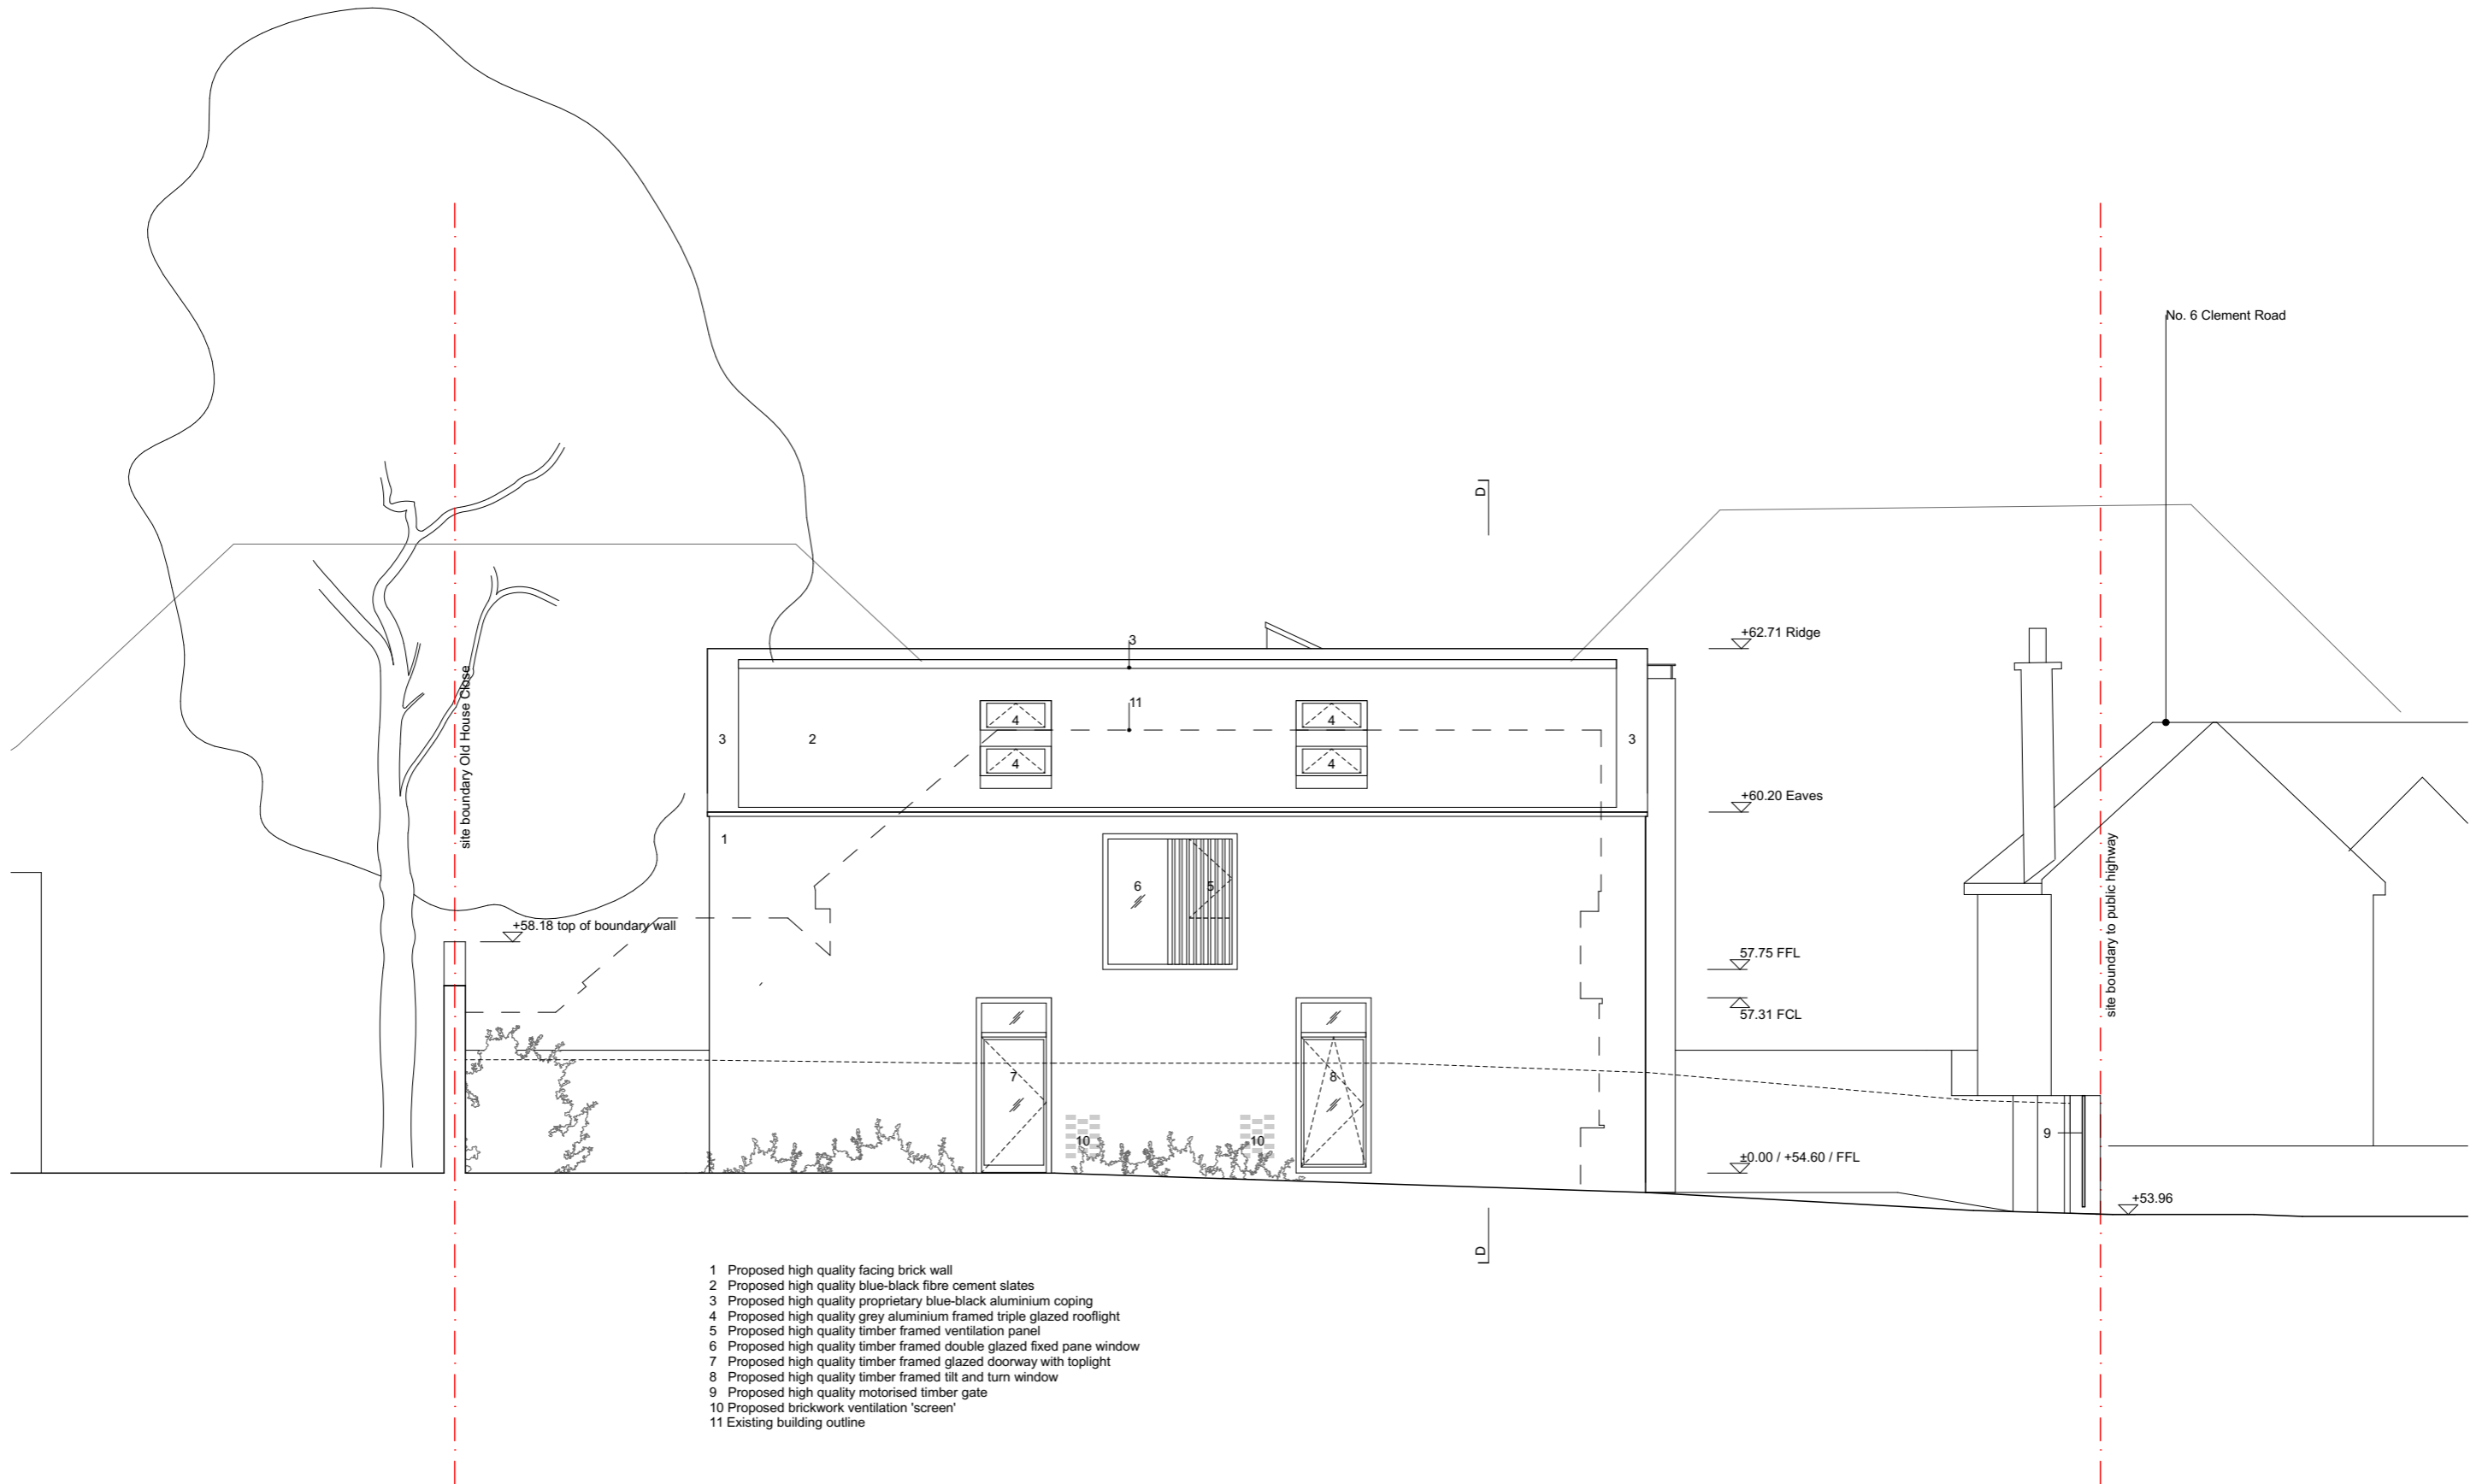 No. 6 Clement Road
D
+62.71 Ridge
3
11
4
4
3
2
3
4
4
+60.20 Eaves
site boundary Old House Close
1
site boundary to public highway
6
5
+58.18 top of boundary wall
57.75 FFL
57.31 FCL
7
8
10
10
9
±0.00 / +54.60 / FFL
+53.96
D
1 Proposed high quality facing brick wall
2 Proposed high quality blue-black fibre cement slates
3 Proposed high quality proprietary blue-black aluminium coping
4 Proposed high quality grey aluminium framed triple glazed rooflight
5 Proposed high quality timber framed ventilation panel
6 Proposed high quality timber framed double glazed fixed pane window
7 Proposed high quality timber framed glazed doorway with toplight
8 Proposed high quality timber framed tilt and turn window
9 Proposed high quality motorised timber gate
10 Proposed brickwork ventilation 'screen'
11 Existing building outline